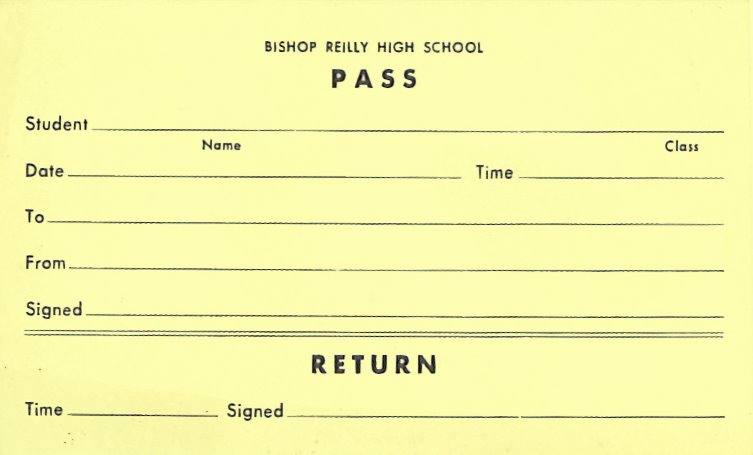 BISHOP REILLY HIGH SCHOOL
PASS
Student
Name Class
Date Time
To
From
Signed
RETURN
Time Signed